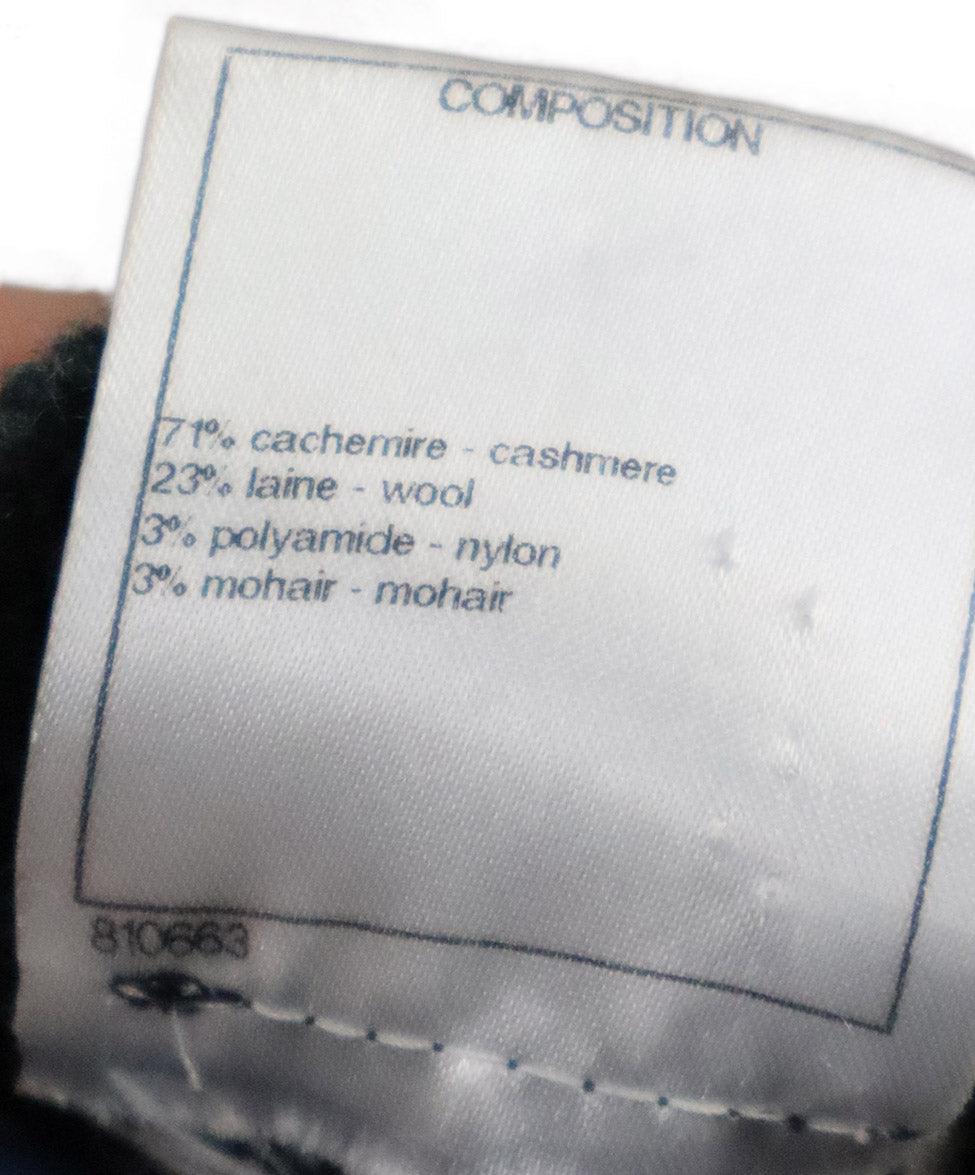 COMPOSITION
71% cachemire - cashmere
23% laine - wool
3% polyamide - nylon
3% mohair - mohair
810663